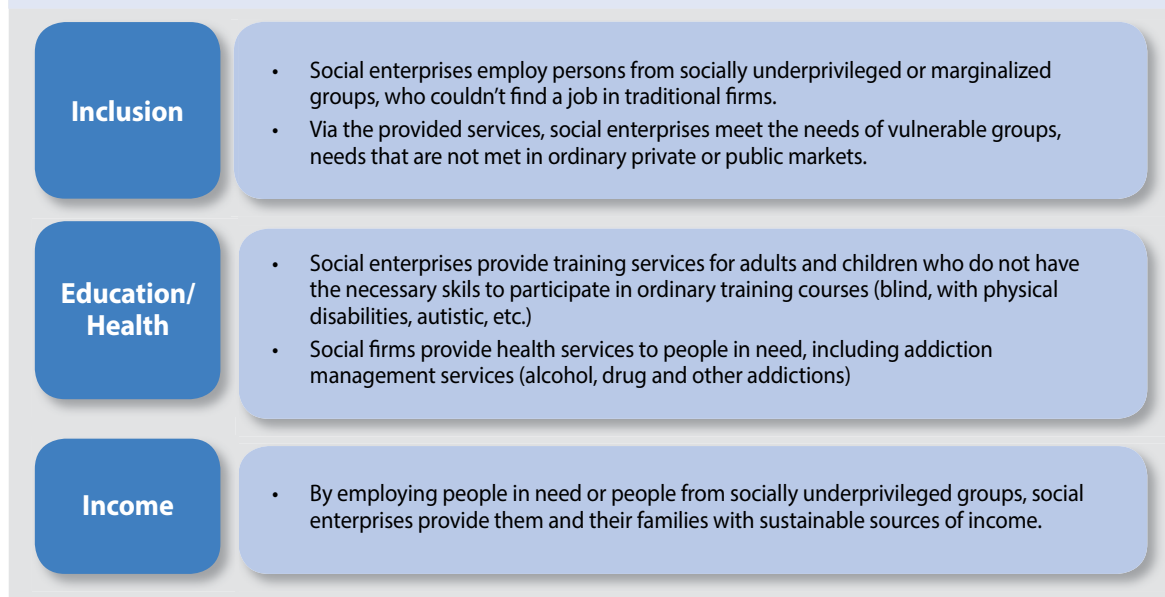 Inclusion
• Social enterprises employ persons from socially underprivileged or marginalized
groups, who couldn't find a job in traditional firms.
• Via the provided services, social enterprises meet the needs of vulnerable groups,
needs that are not met in ordinary private or public markets.
Education/
Health
• Social enterprises provide training services for adults and children who do not have
the necessary skils to participate in ordinary training courses (blind, with physical
disabilities, autistic, etc.)
• Social firms provide health services to people in need, including addiction
management services (alcohol, drug and other addictions)
Income
• By employing people in need or people from socially underprivileged groups, social
enterprises provide them and their families with sustainable sources of income.